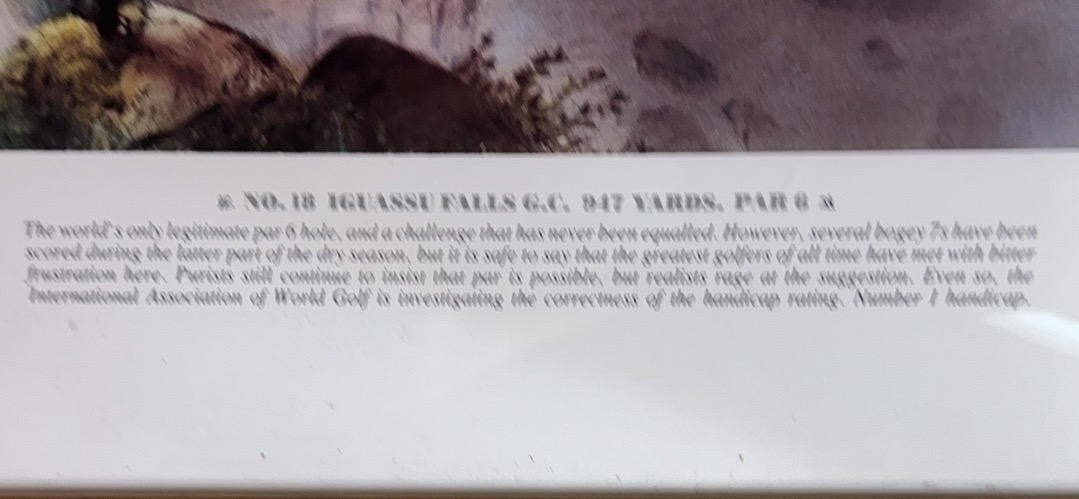 NO. 18 IGUASSU FALLS G.C. 947 YARDS. PAR 6
The world's only legitimate par 6 hole, and a challenge that has never been equalled. However, several bogey 7s have been
scored during the latter part of the dry season, but it is safe to say that the greatest golfers of all time have met with bitter
frustration here. Purists still continue to insist that par is possible, but realists rage at the suggestion. Even so, the
International Association of World Golf is investigating the correctness of the handicap rating. Number 1 handicap.